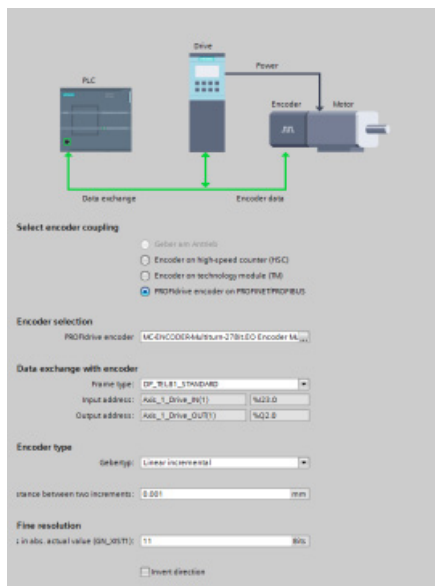 Drive
Power
PLC
Encoder
Motor
Data exchange
Encoder data
Select encoder coupling
Geber am Antrieb
Encoder on high-speed counter (HSC)
Encoder on technology module (TM)
PROFIdrive encoder on PROFINET/PROFIBUS
Encoder selection
PROFIdrive encoder
...
Data exchange with encoder
Frame type: DP_TEL81_STANDARD
Input address: Axis_1_Drive_IN(1)
Output address: Axis_1_Drive_OUT(1) %Q2.0
Encoder type
Gebertyp: Linear incremental
stance between two increments: 0.001 mm
Fine resolution
s in abs. actual value (GN_XIST1): 11 Bits
Invert direction